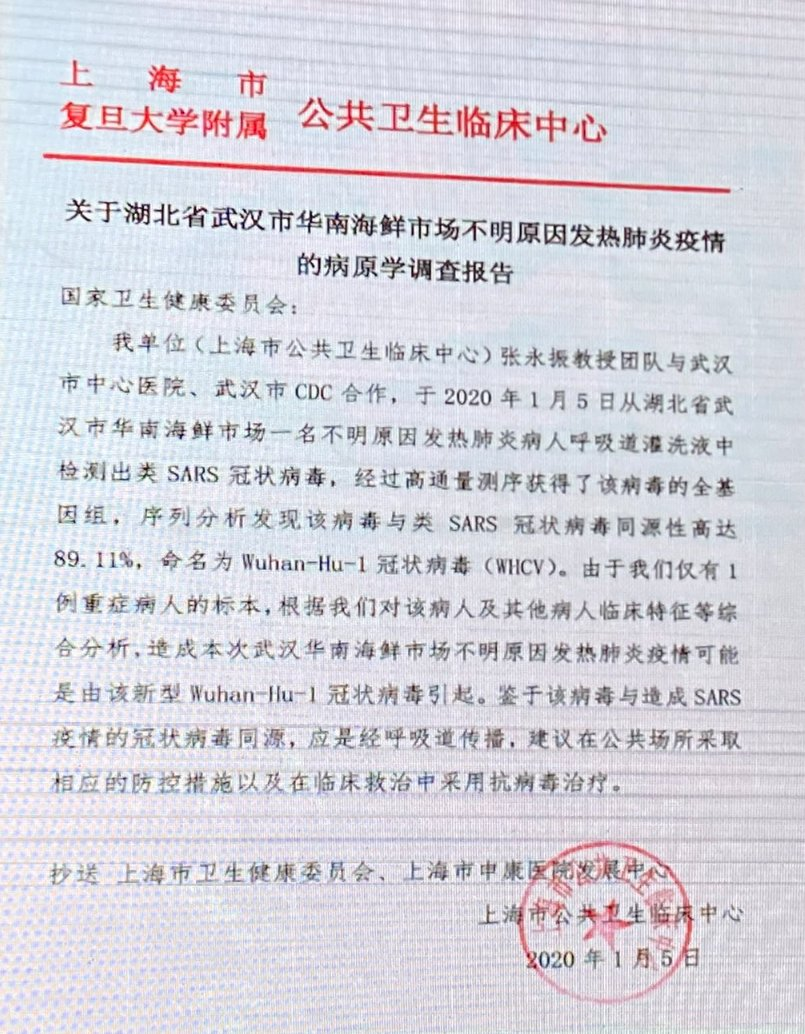 上海市
复旦大学附属 公共卫生临床中心
关于湖北省武汉市华南海鲜市场不明原因发热肺炎疫情
的病原学调查报告
国家卫生健康委员会：
我单位（上海市公共卫生临床中心）张永振教授团队与武汉
市中心医院、武汉市 CDC 合作，于 2020 年 1 月 5 日从湖北省武
汉市华南海鲜市场一名不明原因发热肺炎病人呼吸道灌洗液中
检测出类 SARS 冠状病毒，经过高通量测序获得了该病毒的全基
因组，序列分析发现该病毒与类 SARS 冠状病毒同源性高达
89.11%，命名为 Wuhan-Hu-1 冠状病毒（WHCV）。由于我们仅有 1
例重症病人的标本，根据我们对该病人及其他病人临床特征等综
合分析，造成本次武汉华南海鲜市场不明原因发热肺炎疫情可能
是由该新型 Wuhan-Hu-1 冠状病毒引起。鉴于该病毒与造成 SARS
疫情的冠状病毒同源，应是经呼吸道传播，建议在公共场所采取
相应的防控措施以及在临床救治中采用抗病毒治疗。
抄送 上海市卫生健康委员会、上海市申康医院发展中心
上海市公共卫生临床中心
2020 年 1 月 5 日
上海市公共卫生临床中心